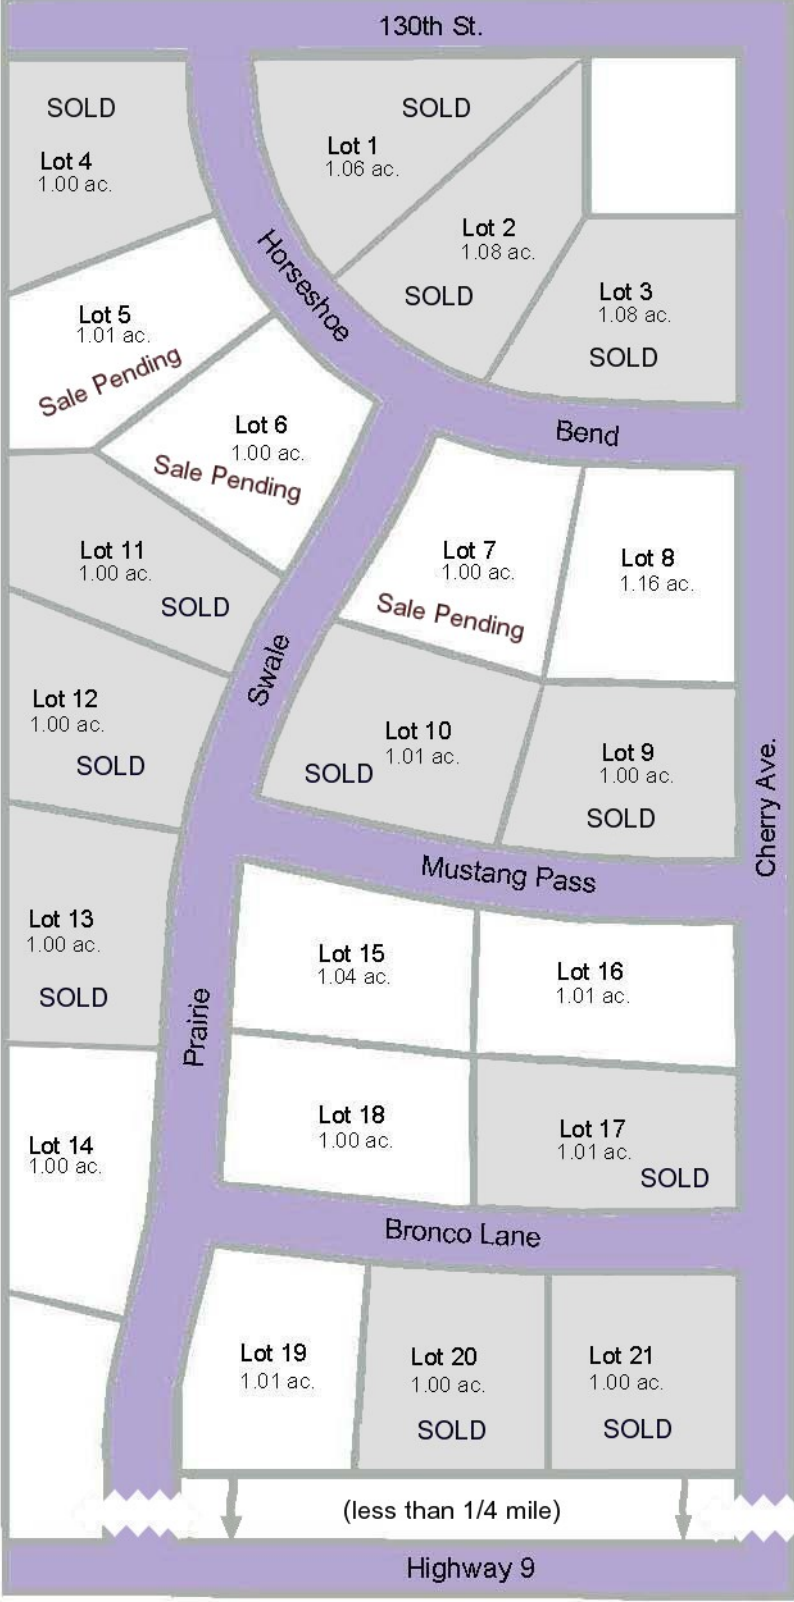 130th St.
SOLD
Lot 4
1.00 ac.
SOLD
Lot 1
1.06 ac.
Lot 2
1.08 ac.
SOLD
Lot 3
1.08 ac.
SOLD
Horseshoe
Bend
Lot 5
1.01 ac.
Sale Pending
Lot 6
1.00 ac.
Sale Pending
Lot 7
1.00 ac.
Sale Pending
Lot 8
1.16 ac.
Lot 11
1.00 ac.
SOLD
Swale
Lot 12
1.00 ac.
SOLD
Lot 10
1.01 ac.
SOLD
Lot 9
1.00 ac.
SOLD
Cherry Ave.
Mustang Pass
Lot 13
1.00 ac.
SOLD
Prairie
Lot 15
1.04 ac.
Lot 16
1.01 ac.
Lot 14
1.00 ac.
Lot 18
1.00 ac.
Lot 17
1.01 ac.
SOLD
Bronco Lane
Lot 19
1.01 ac.
Lot 20
1.00 ac.
SOLD
Lot 21
1.00 ac.
SOLD
(less than 1/4 mile)
Highway 9